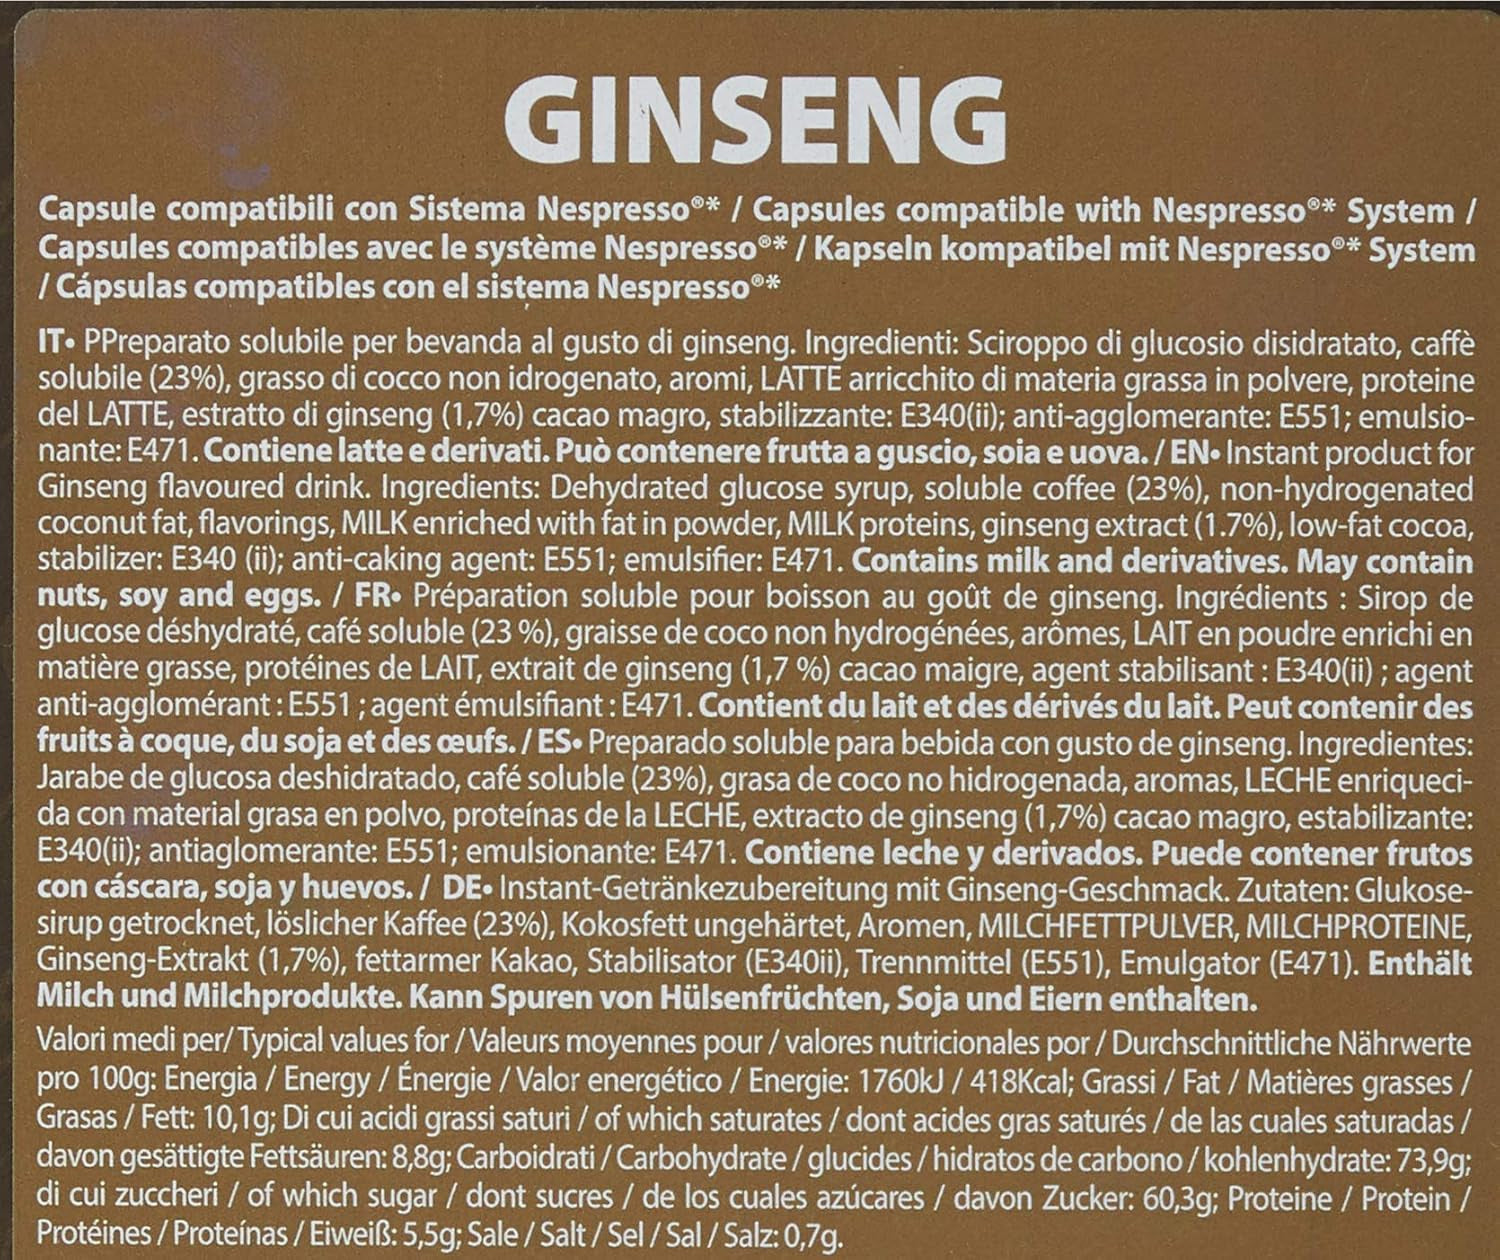 GINSENG
Capsule compatibili con Sistema Nespresso®* / Capsules compatible with Nespresso®* System /
Capsules compatibles avec le système Nespresso®* / Kapseln kompatibel mit Nespresso®* System
/ Cápsulas compatibles con el sistema Nespresso®*
IT• PPreparato solubile per bevanda al gusto di ginseng. Ingredienti: Sciroppo di glucosio disidratato, caffè
solubile (23%), grasso di cocco non idrogenato, aromi, LATTE arricchito di materia grassa in polvere, proteine
del LATTE, estratto di ginseng (1,7%) cacao magro, stabilizzante: E340(ii); anti-agglomerante: E551; emulsio-
nante: E471. Contiene latte e derivati. Può contenere frutta a guscio, soia e uova. / EN• Instant product for
Ginseng flavoured drink. Ingredients: Dehydrated glucose syrup, soluble coffee (23%), non-hydrogenated
coconut fat, flavorings, MILK enriched with fat in powder, MILK proteins, ginseng extract (1.7%), low-fat cocoa,
stabilizer: E340 (ii); anti-caking agent: E551; emulsifier: E471. Contains milk and derivatives. May contain
nuts, soy and eggs. / FR• Préparation soluble pour boisson au goût de ginseng. Ingrédients : Sirop de
glucose déshydraté, café soluble (23 %), graisse de coco non hydrogénées, arômes, LAIT en poudre enrichi en
matière grasse, protéines de LAIT, extrait de ginseng (1,7 %) cacao maigre, agent stabilisant : E340(ii) ; agent
anti-agglomérant : E551 ; agent émulsifiant : E471. Contient du lait et des dérivés du lait. Peut contenir des
fruits à coque, du soja et des œufs. / ES• Preparado soluble para bebida con gusto de ginseng. Ingredientes:
Jarabe de glucosa deshidratado, café soluble (23%), grasa de coco no hidrogenada, aromas, LECHE enriqueci-
da con material grasa en polvo, proteínas de la LECHE, extracto de ginseng (1,7%) cacao magro, estabilizante:
E340(ii); antiaglomerante: E551; emulsionante: E471. Contiene leche y derivados. Puede contener frutos
con cáscara, soja y huevos. / DE• Instant-Getränkezubereitung mit Ginseng-Geschmack. Zutaten: Glukose-
sirup getrocknet, löslicher Kaffee (23%), Kokosfett ungehärtet, Aromen, MILCHFETTPULVER, MILCHPROTEINE,
Ginseng-Extrakt (1,7%), fettarmer Kakao, Stabilisator (E340ii), Trennmittel (E551), Emulgator (E471). Enthält
Milch und Milchprodukte. Kann Spuren von Hülsenfrüchten, Soja und Eiern enthalten.
Valori medi per/ Typical values for / Valeurs moyennes pour / valores nutricionales por / Durchschnittliche Nährwerte
pro 100g: Energia / Energy / Énergie / Valor energético / Energie: 1760kJ / 418Kcal; Grassi / Fat / Matières grasses /
Grasas / Fett: 10,1g; Di cui acidi grassi saturi / of which saturates / dont acides gras saturés / de las cuales saturadas /
davon gesättigte Fettsäuren: 8,8g; Carboidrati / Carbohydrate / glucides / hidratos de carbono / kohlenhydrate: 73,9g;
di cui zuccheri / of which sugar / dont sucres / de los cuales azúcares / davon Zucker: 60,3g; Proteine / Protein /
Protéines / Proteínas / Eiweiß: 5,5g; Sale / Salt / Sel / Sal / Salz: 0,7g.